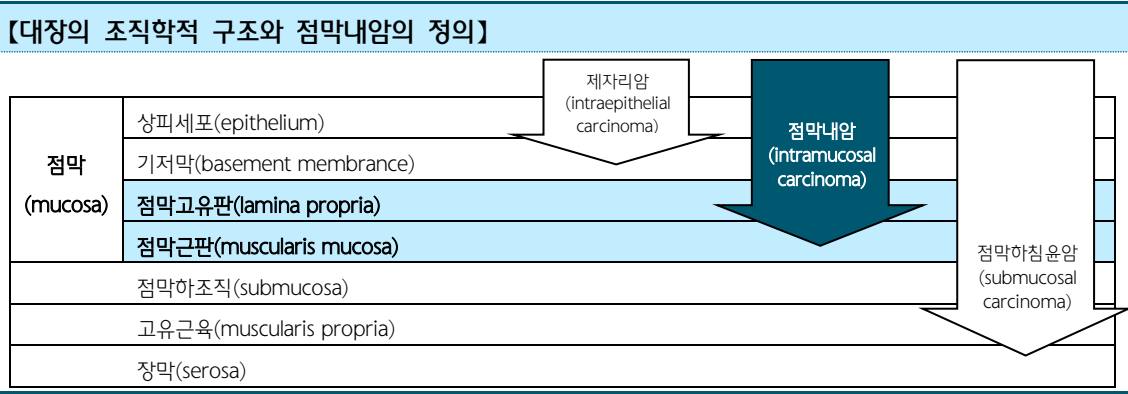 【대장의 조직학적 구조와 점막내암의 정의】
제자리암
(intraepithelial
carcinoma)
점막내암
(intramucosal
carcinoma)
점막하침윤암
(submucosal
carcinoma)
점막
(mucosa)
상피세포(epithelium)
기저막(basement membrance)
점막고유판(lamina propria)
점막근판(muscularis mucosa)
점막하조직(submucosa)
고유근육(muscularis propria)
장막(serosa)